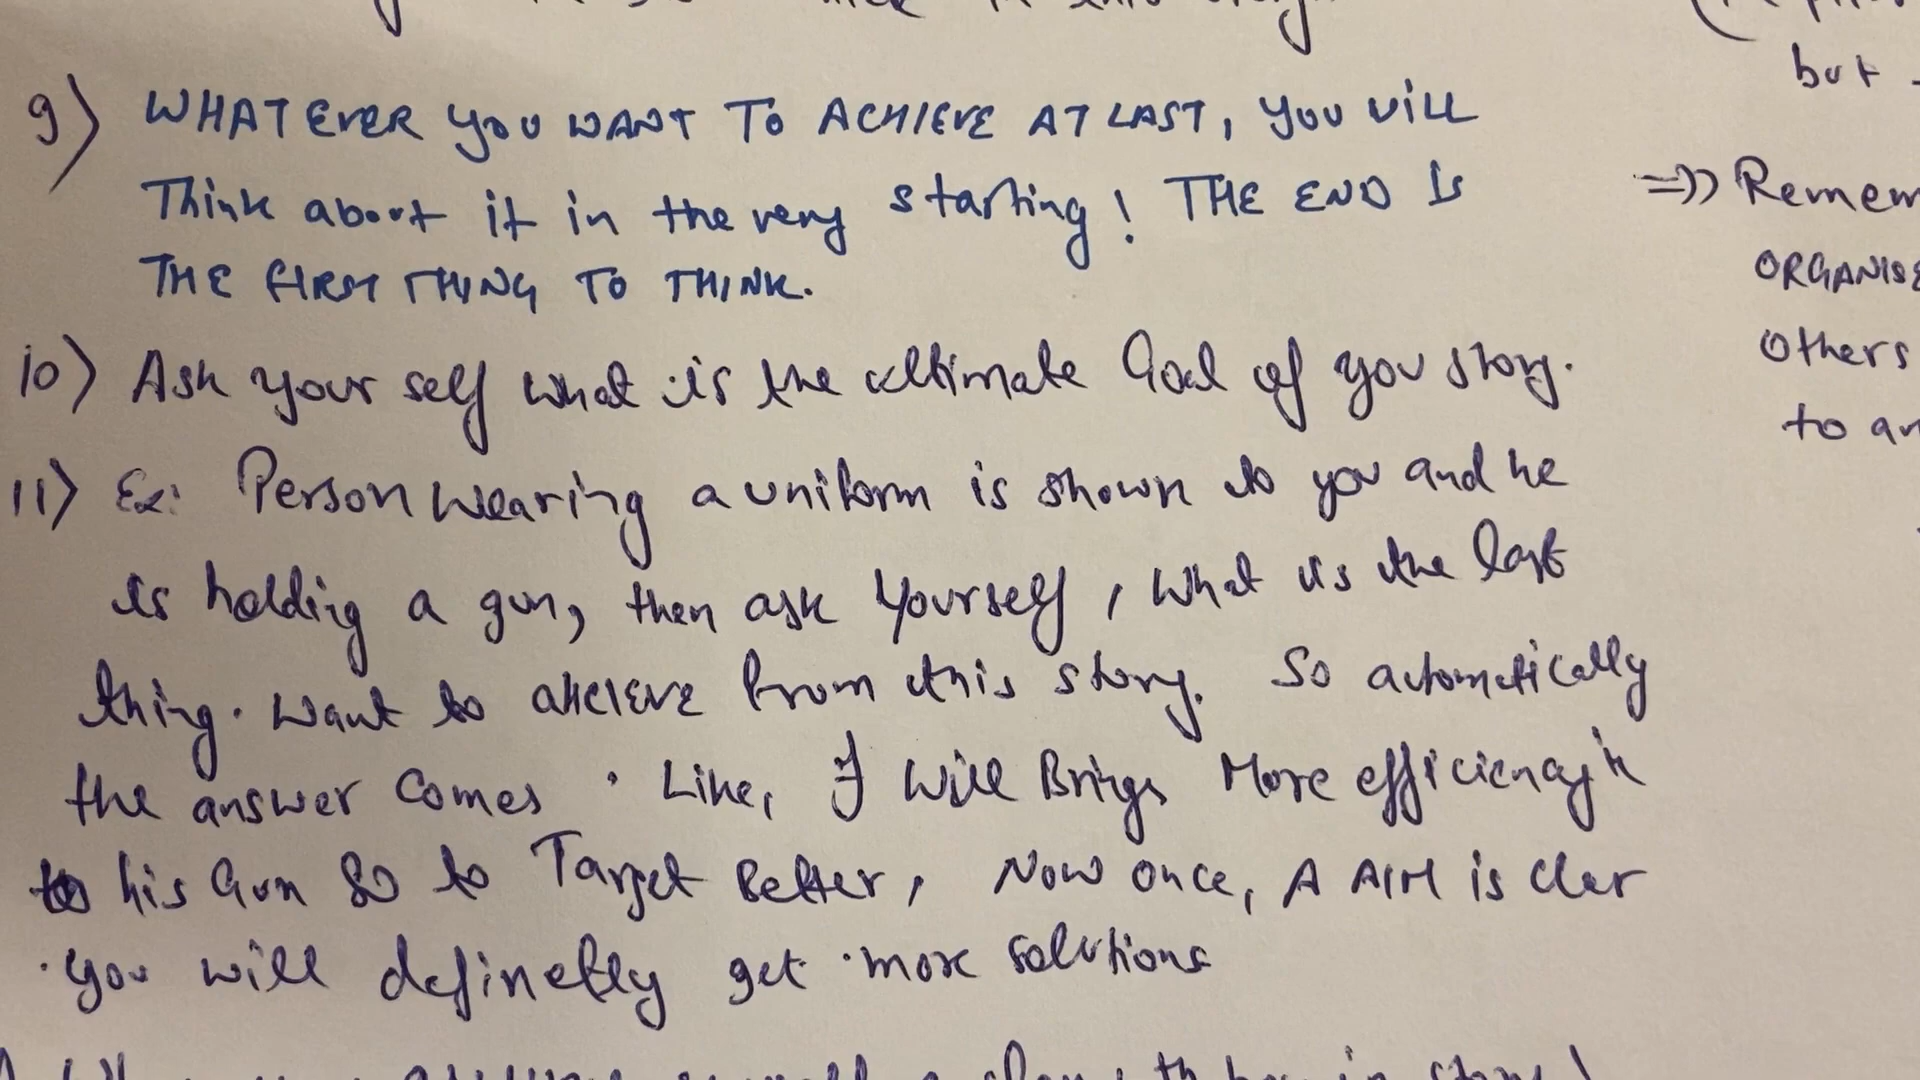 but
9) WHATEVER YOU WANT TO ACHIEVE AT LAST, YOU WILL
Think about it in the very starting! THE END IS
THE FIRST THING TO THINK.
10) Ask your self what is the ultimate Goal of you story.
11) Ex: Person wearing a uniform is shown to you and he
is holding a gun, then ask yourself, what is the last
thing. want to from this story. So automatically
the answer comes. Like, I will Brings More efficiency in
his Gun So to Target Better, Now once, A AIM is cler
you will definetly get more solutions
=>> Remem
ORGANISE
Others
to an